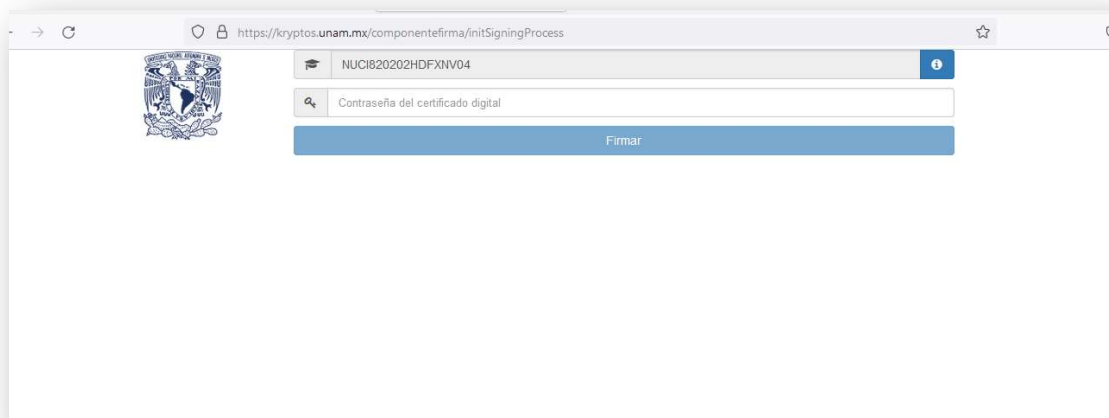 https://kryptos.unam.mx/componentefirma/initSigningProcess
NUCI820202HDFXNV04
Contraseña del certificado digital
Firmar